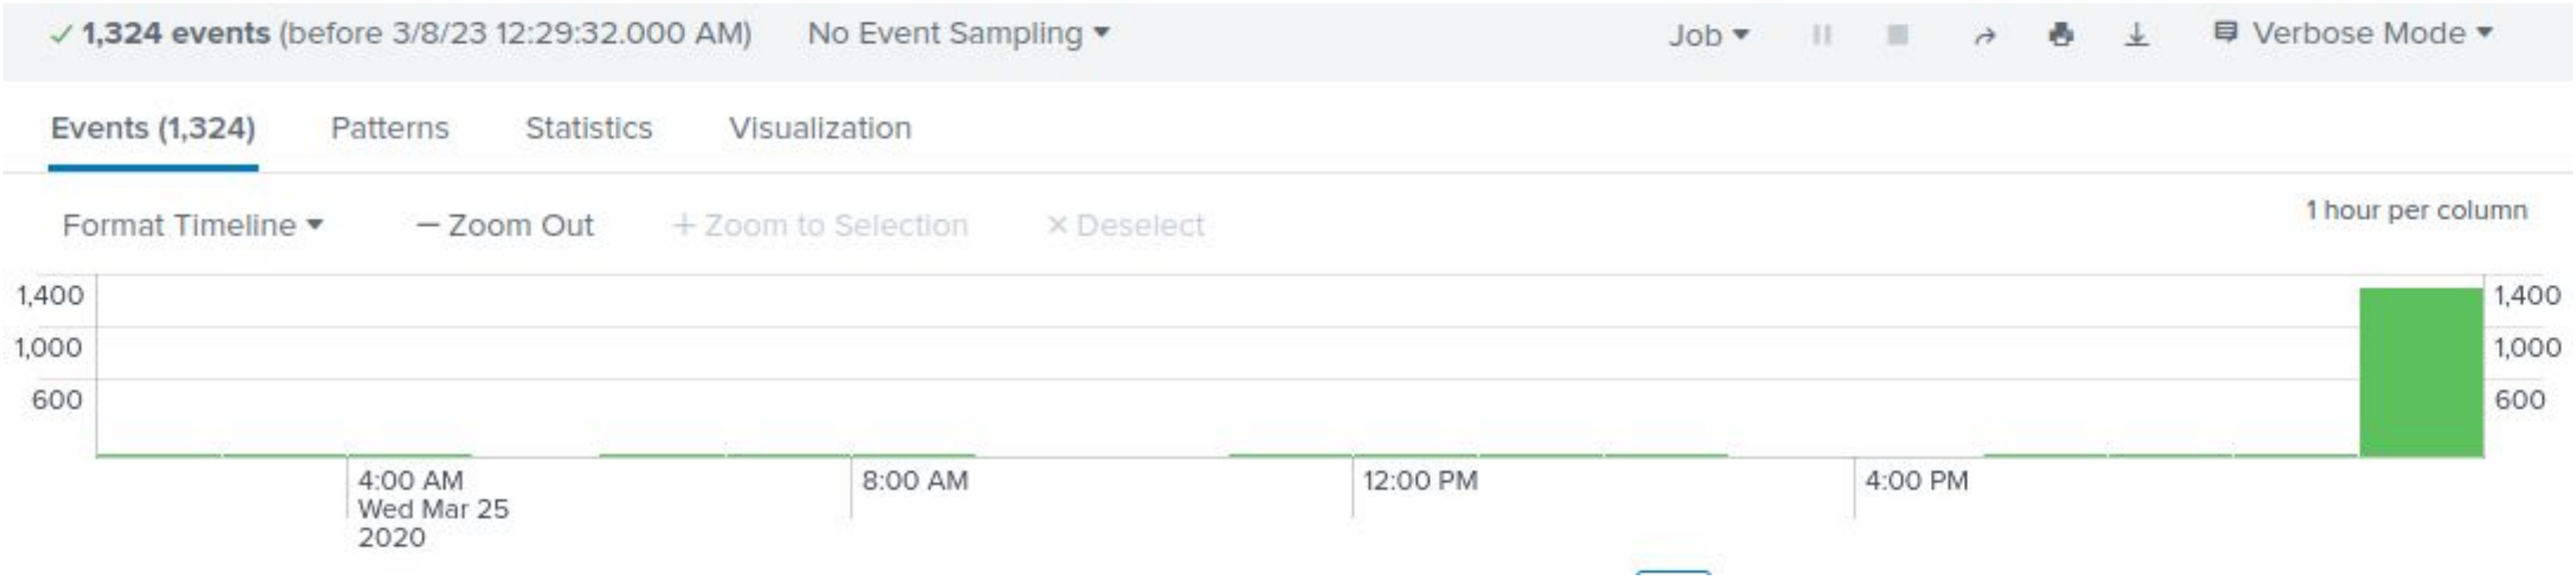 ✓ 1,324 events (before 3/8/23 12:29:32.000 AM) No Event Sampling ▼ Job ▼ Verbose Mode ▼
Events (1,324) Patterns Statistics Visualization
Format Timeline ▼ — Zoom Out + Zoom to Selection × Deselect 1 hour per column
1,400 1,400
1,000 1,000
600 600
4:00 AM 8:00 AM 12:00 PM 4:00 PM
Wed Mar 25
2020